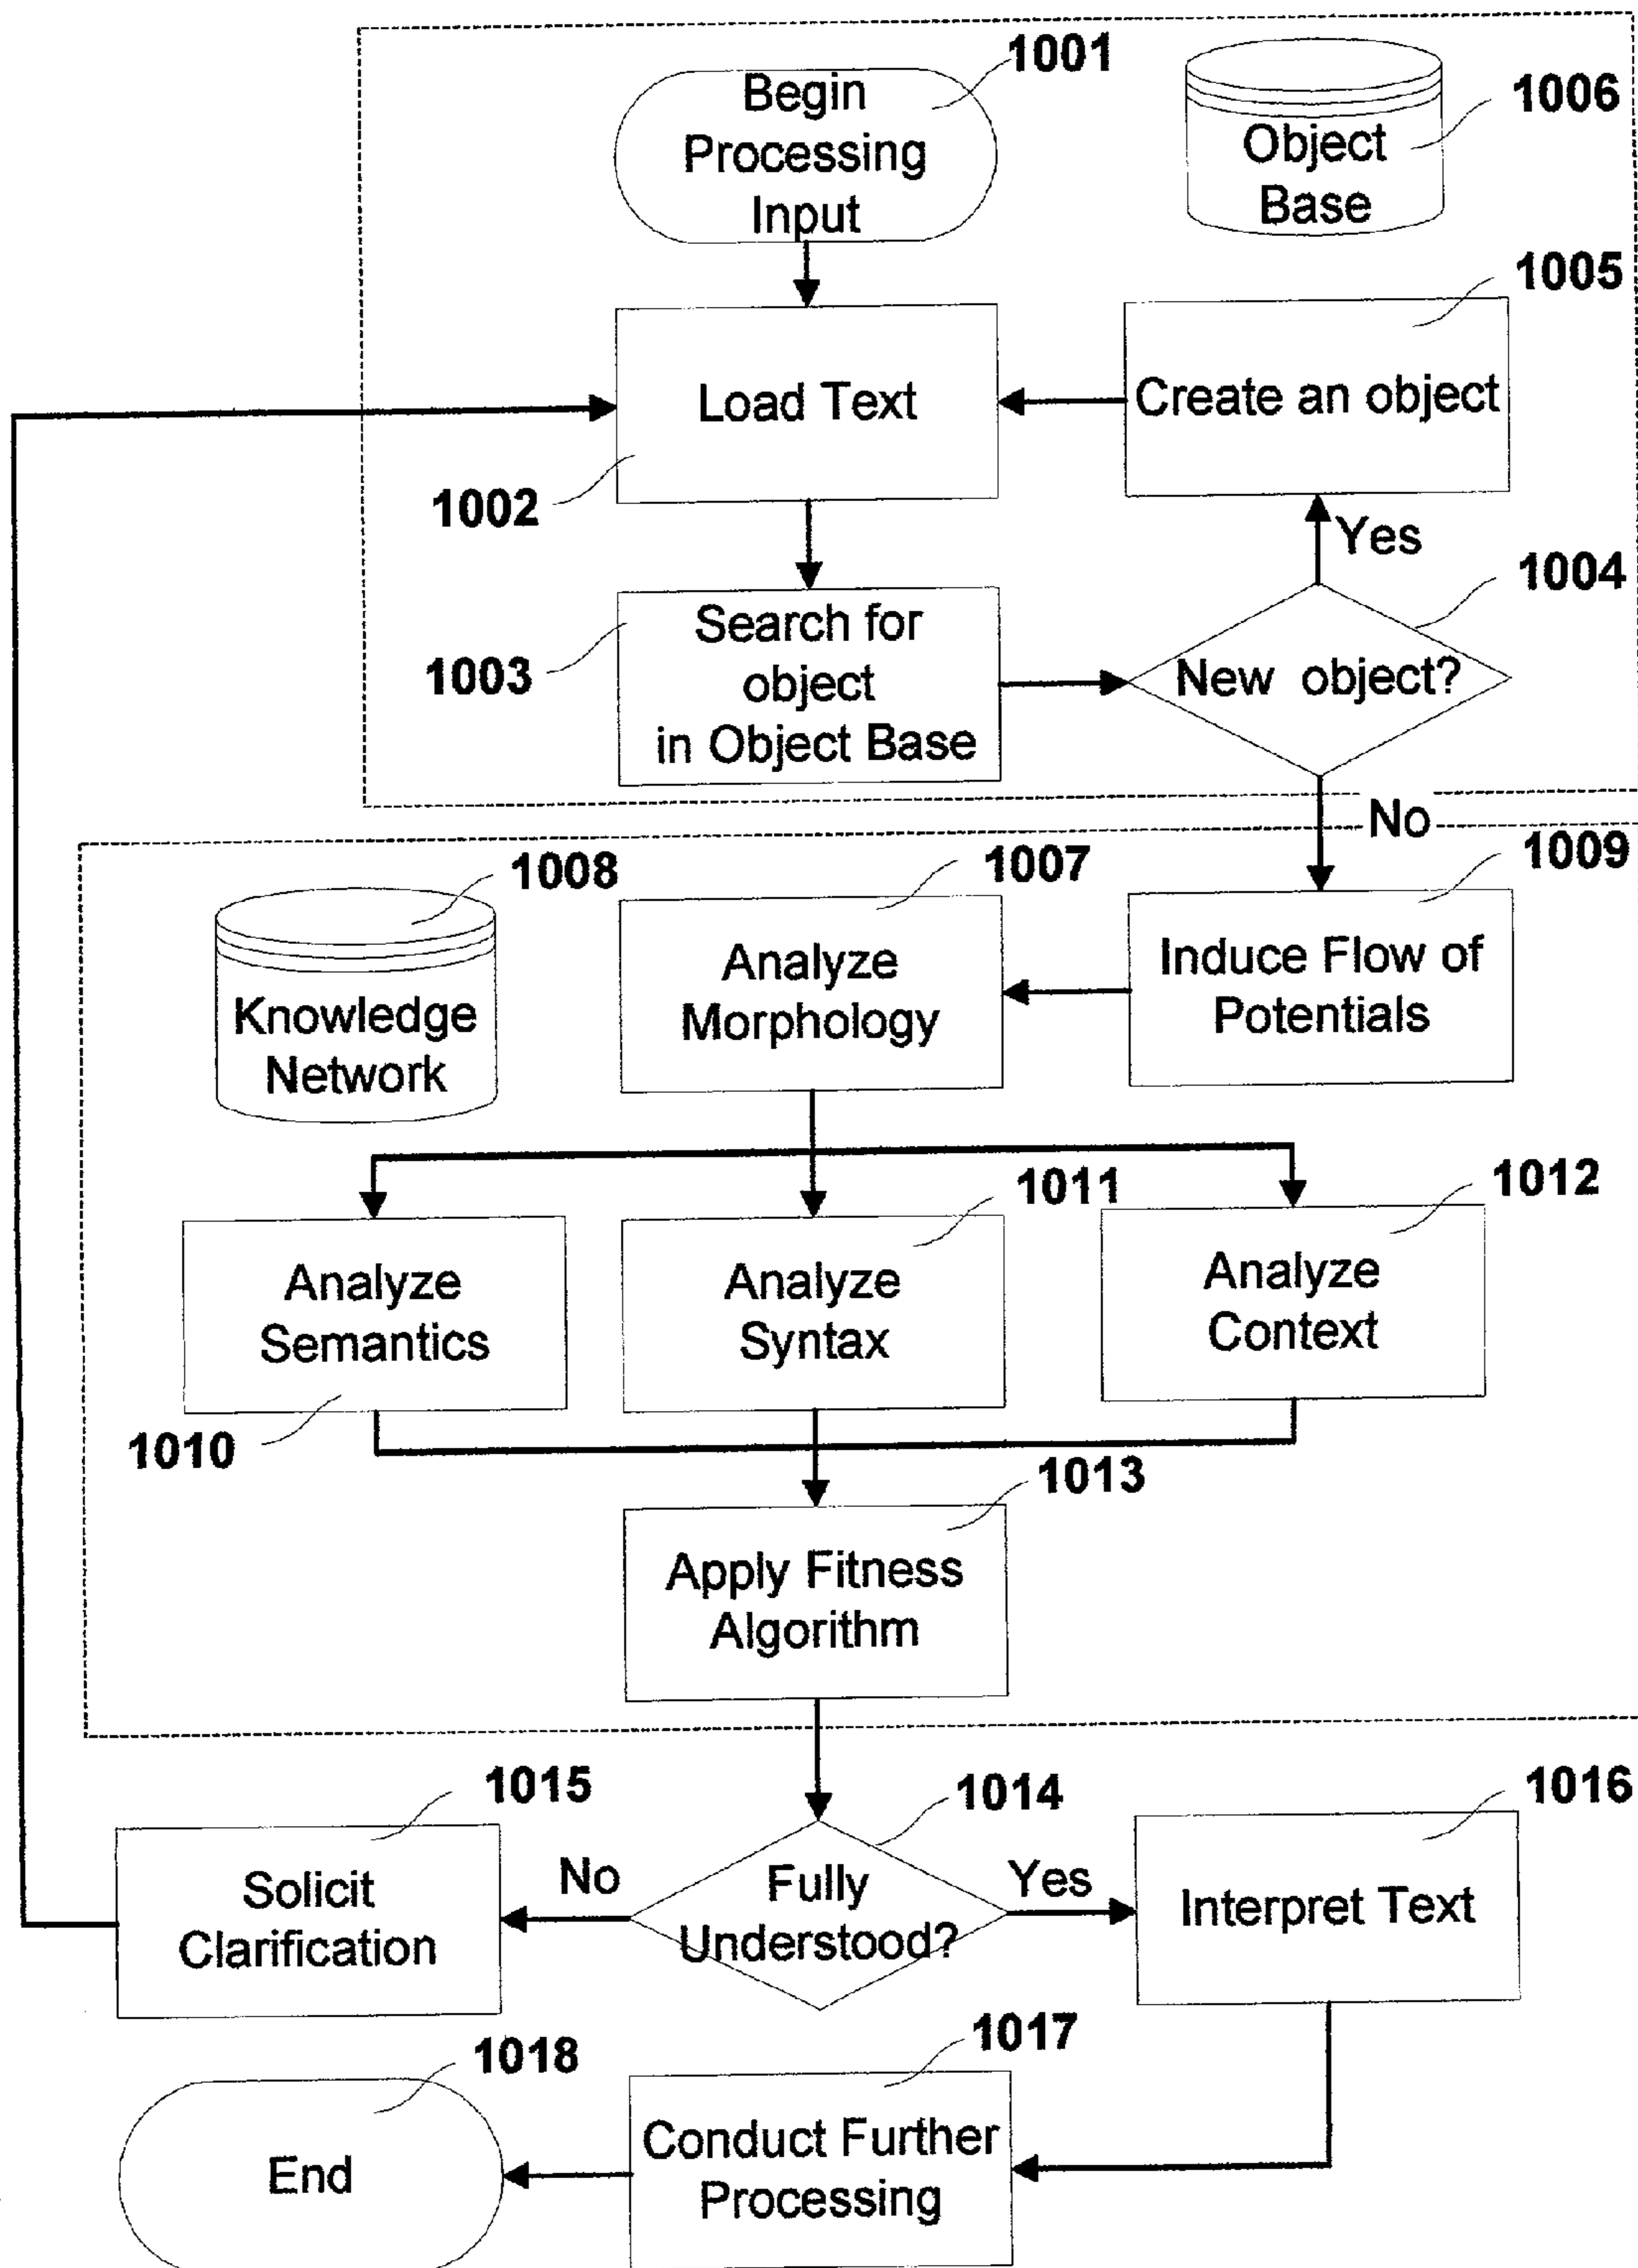 1001
Begin
Processing
Input
1006
Object
Base
1005
Load Text
Create an object
1002
Yes
1004
Search for
object
in Object Base
1003
New object?
No
1009
1007
1008
Analyze
Morphology
Induce Flow of
Potentials
Knowledge
Network
1011
1012
Analyze
Semantics
Analyze
Syntax
Analyze
Context
1010
1013
Apply Fitness
Algorithm
1015
1014
1016
Solicit
Clarification
No
Fully
Understood?
Yes
Interpret Text
1018
1017
End
Conduct Further
Processing